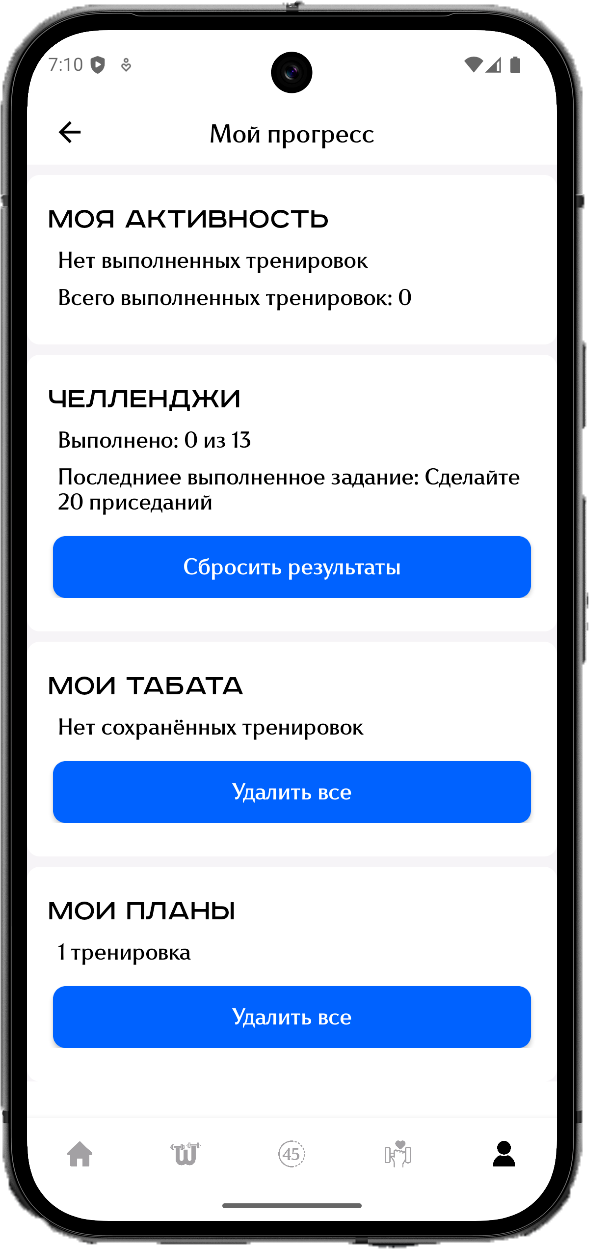 7:10
Мой прогресс
МОЯ АКТИВНОСТЬ
Нет выполненных тренировок
Всего выполненных тренировок: 0
ЧЕЛЛЕНДЖИ
Выполнено: 0 из 13
Последниее выполненное задание: Сделайте
20 приседаний
Сбросить результаты
МОИ ТАБАТА
Нет сохранённых тренировок
Удалить все
МОИ ПЛАНЫ
1 тренировка
Удалить все
W 45